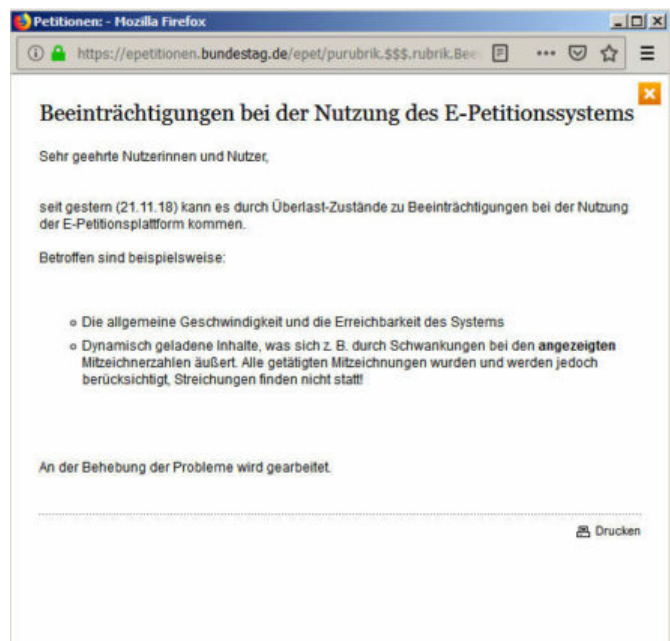 Petitionen: - Mozilla Firefox
https://epetitionen.bundestag.de/epet/purubrik.$$$.rubrik.Bee
Beeinträchtigungen bei der Nutzung des E-Petitionssystems
Sehr geehrte Nutzerinnen und Nutzer,
seit gestern (21.11.18) kann es durch Überlast-Zustände zu Beeinträchtigungen bei der Nutzung
der E-Petitionsplattform kommen.
Betroffen sind beispielsweise:
Die allgemeine Geschwindigkeit und die Erreichbarkeit des Systems
Dynamisch geladene Inhalte, was sich z. B. durch Schwankungen bei den angezeigten
Mitzeichnerzahlen äußert. Alle getätigten Mitzeichnungen wurden und werden jedoch
berücksichtigt, Streichungen finden nicht statt!
An der Behebung der Probleme wird gearbeitet.
Drucken